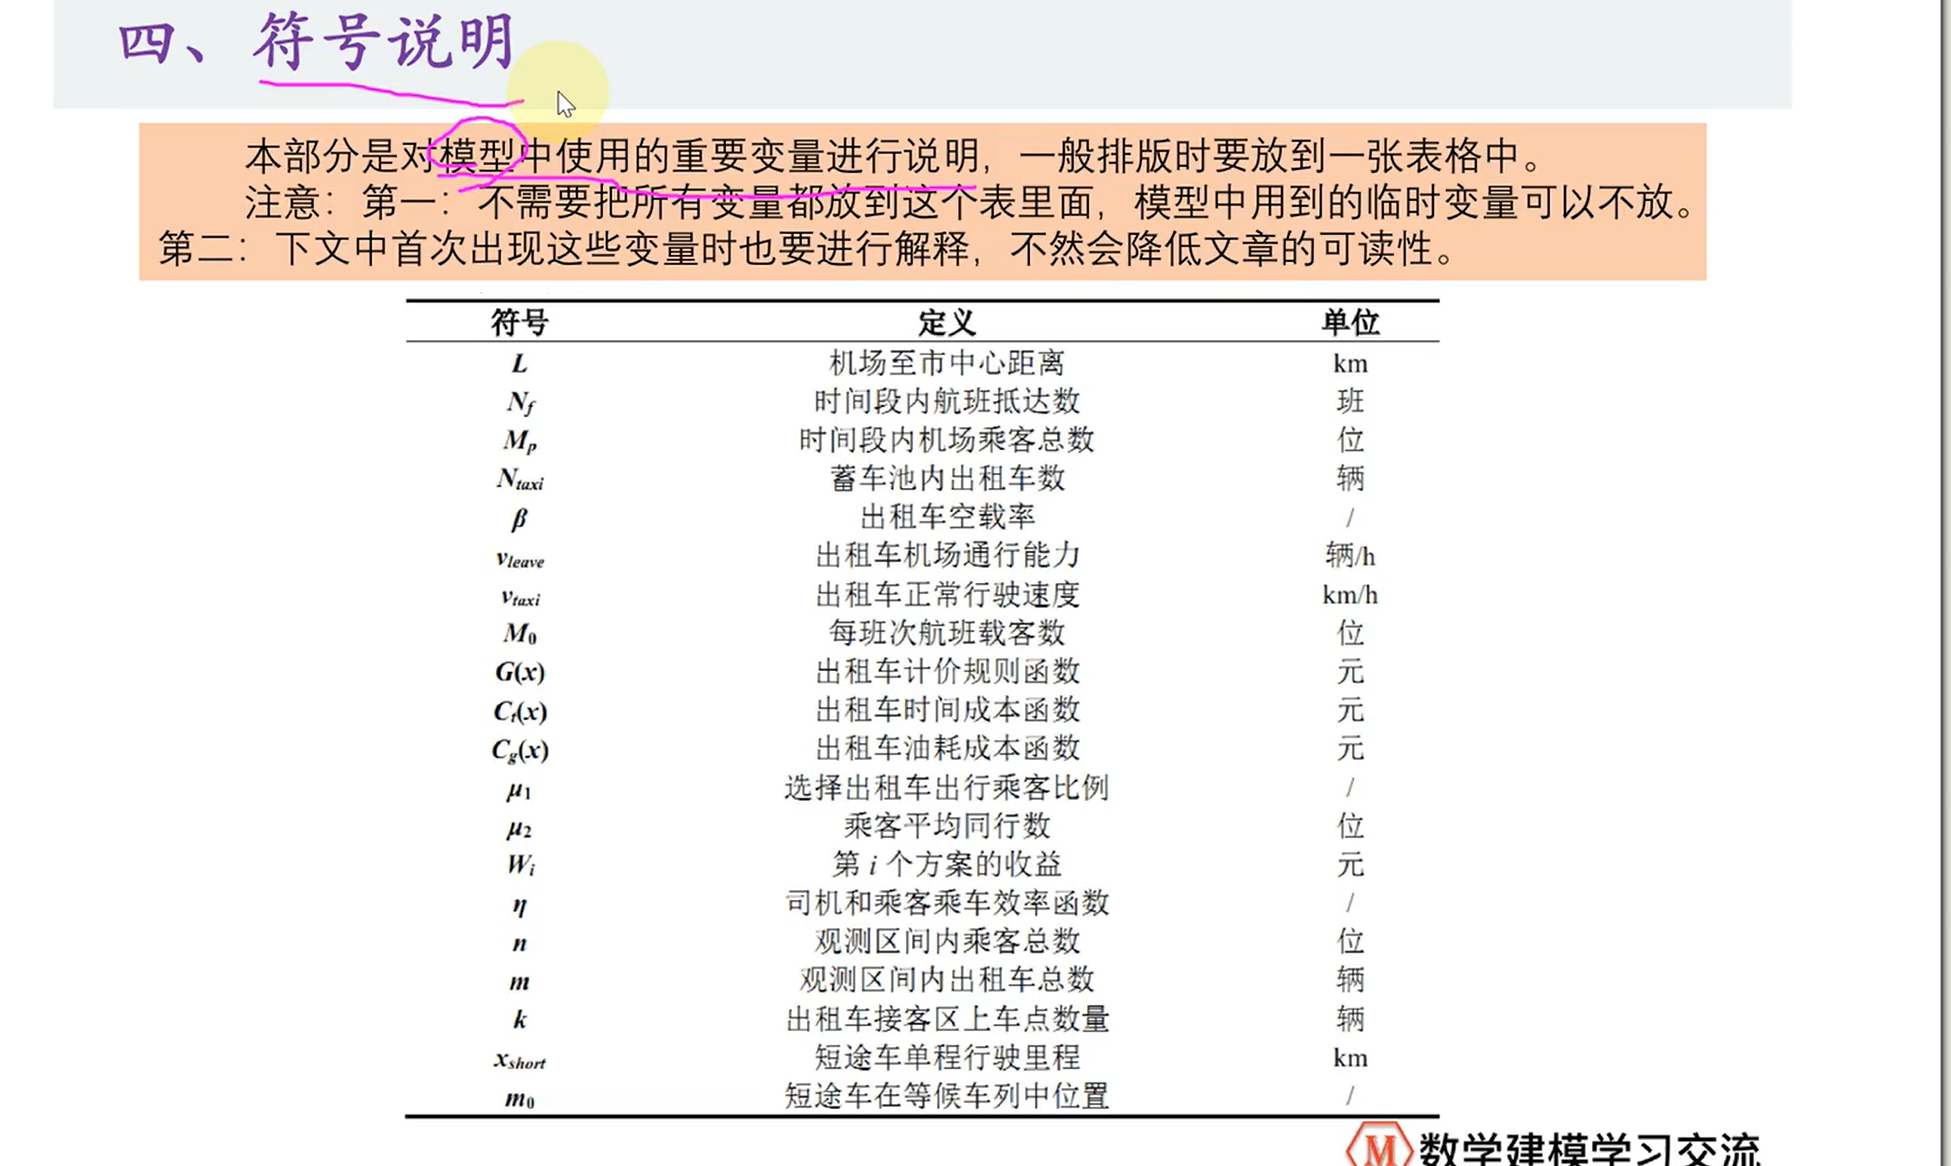 四、符号说明
本部分是对模型中使用的重要变量进行说明，一般排版时要放到一张表格中。
注意：第一：不需要把所有变量都放到这个表里面，模型中用到的临时变量可以不放。
第二：下文中首次出现这些变量时也要进行解释，不然会降低文章的可读性。
符号 定义 单位
L 机场至市中心距离 km
N_f 时间段内航班抵达数 班
M_p 时间段内机场乘客总数 位
N_taxi 蓄车池内出租车数 辆
β 出租车空载率 /
v_leave 出租车机场通行能力 辆/h
v_taxi 出租车正常行驶速度 km/h
M_0 每班次航班载客数 位
G(x) 出租车计价规则函数 元
C_t(x) 出租车时间成本函数 元
C_g(x) 出租车油耗成本函数 元
μ_1 选择出租车出行乘客比例 /
μ_2 乘客平均同行数 位
W_i 第 i 个方案的收益 元
η 司机和乘客乘车效率函数 /
n 观测区间内乘客总数 位
m 观测区间内出租车总数 辆
k 出租车接客区上车点数量 辆
x_short 短途车单程行驶里程 km
m_0 短途车在等候车列中位置 /
M 数学建模学习交流